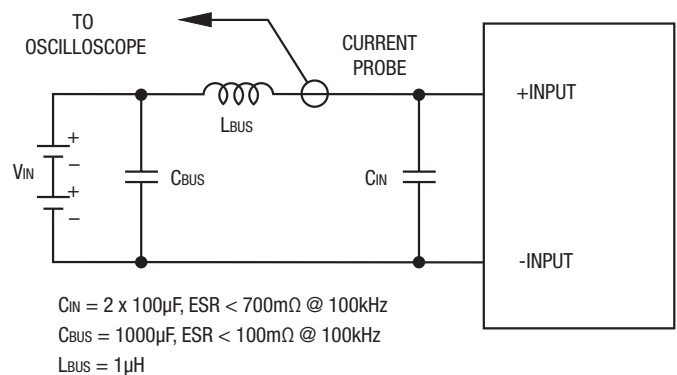 TO
OSCILLOSCOPE
CURRENT
PROBE
+INPUT
LBUS
+
–
VIN
+
–
CBUS
CIN
-INPUT
CIN = 2 x 100µF, ESR < 700mΩ @ 100kHz
CBUS = 1000µF, ESR < 100mΩ @ 100kHz
LBUS = 1µH